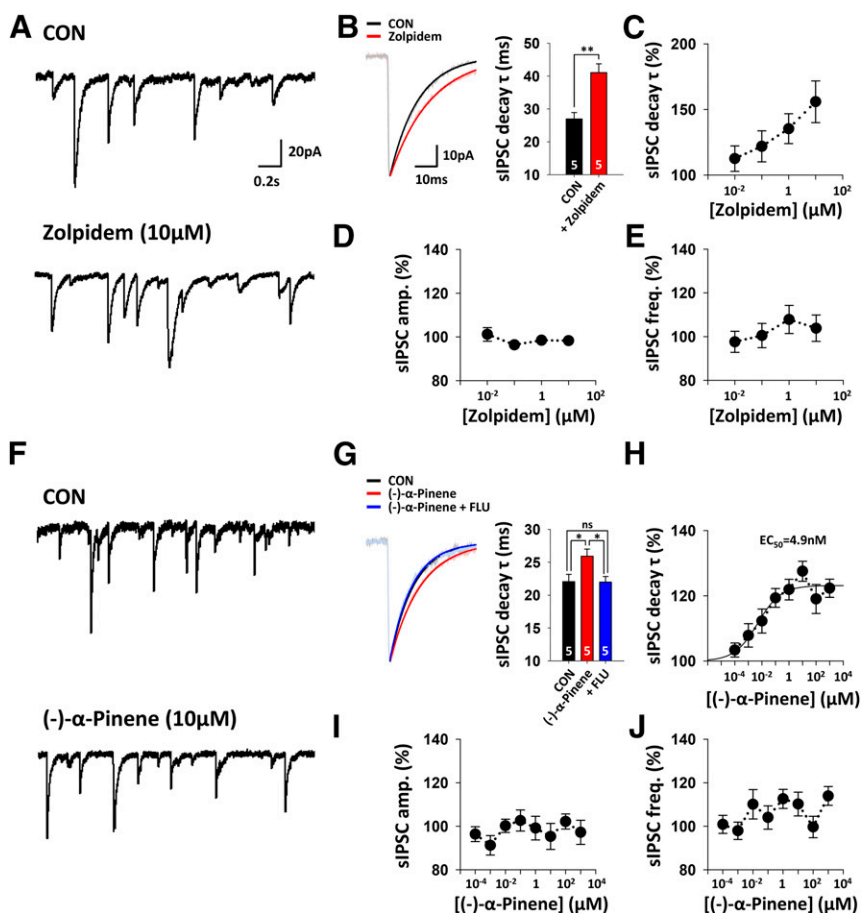 A
CON
20pA
0.2s
Zolpidem (10μM)
B
CON
Zolpidem
10pA
10ms
sIPSC decay τ (ms)
50
40
30
20
10
**
5
5
CON
+ Zolpidem
C
sIPSC decay τ (%)
200
150
100
10⁻²
1
10²
[Zolpidem] (μM)
D
sIPSC amp. (%)
140
120
100
80
10⁻²
1
10²
[Zolpidem] (μM)
E
sIPSC freq. (%)
140
120
100
80
10⁻²
1
10²
[Zolpidem] (μM)
F
CON
(-)-α-Pinene (10μM)
G
CON
(-)-α-Pinene
(-)-α-Pinene + FLU
sIPSC decay τ (ms)
30
25
20
15
10
ns
*
*
5
5
5
CON
(-)-α-Pinene
+ FLU
H
sIPSC decay τ (%)
140
120
100
EC₅₀=4.9nM
10⁻⁴
10⁻²
1
10²
10⁴
[(-)-α-Pinene] (μM)
I
sIPSC amp. (%)
140
120
100
80
10⁻⁴
10⁻²
1
10²
10⁴
[(-)-α-Pinene] (μM)
J
sIPSC freq. (%)
140
120
100
80
10⁻⁴
10⁻²
1
10²
10⁴
[(-)-α-Pinene] (μM)